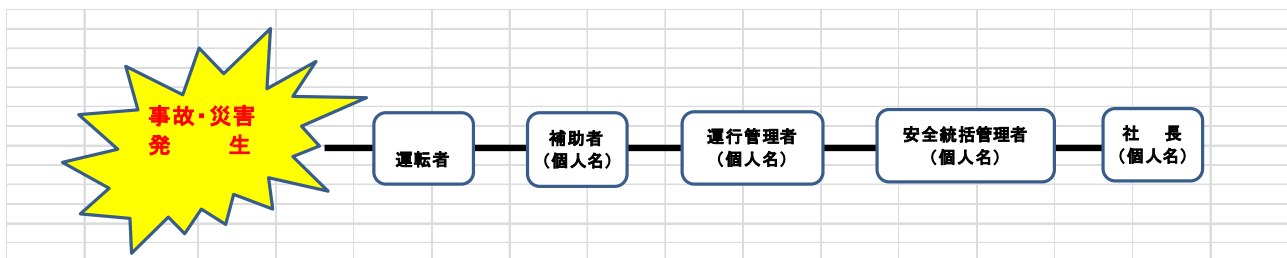 事故・災害
発　　生
運転者
補助者
（個人名）
運行管理者
（個人名）
安全統括管理者
（個人名）
社　長
（個人名）